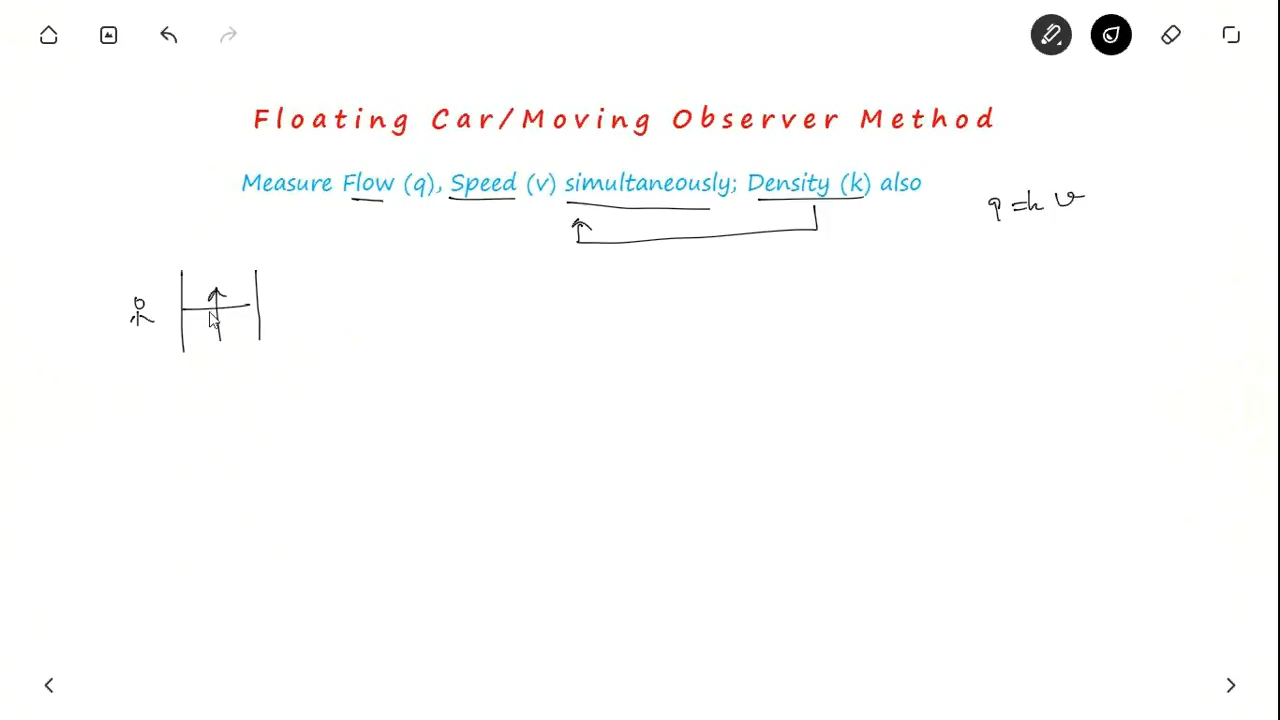 Floating Car/Moving Observer Method
Measure Flow (q), Speed (v) simultaneously; Density (k) also
q = k v